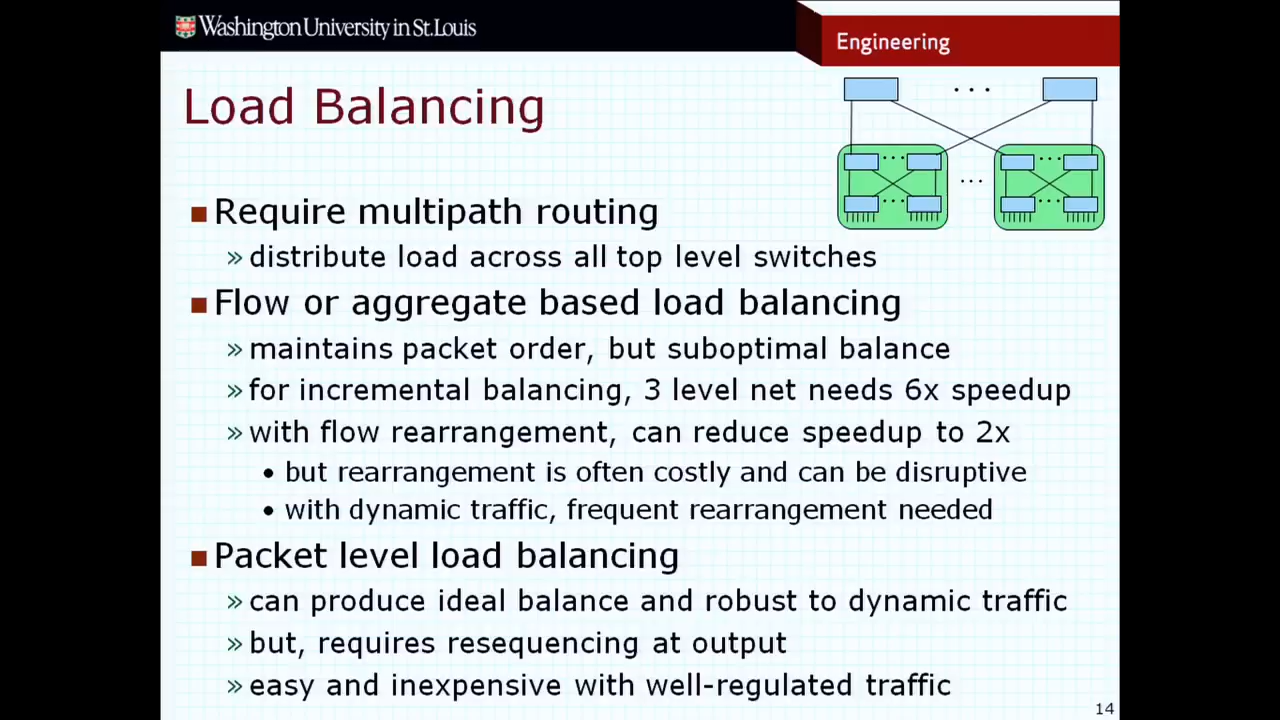 Washington University in St. Louis
Engineering
Load Balancing
Require multipath routing
» distribute load across all top level switches
Flow or aggregate based load balancing
» maintains packet order, but suboptimal balance
» for incremental balancing, 3 level net needs 6x speedup
» with flow rearrangement, can reduce speedup to 2x
• but rearrangement is often costly and can be disruptive
• with dynamic traffic, frequent rearrangement needed
Packet level load balancing
» can produce ideal balance and robust to dynamic traffic
» but, requires resequencing at output
» easy and inexpensive with well-regulated traffic
14